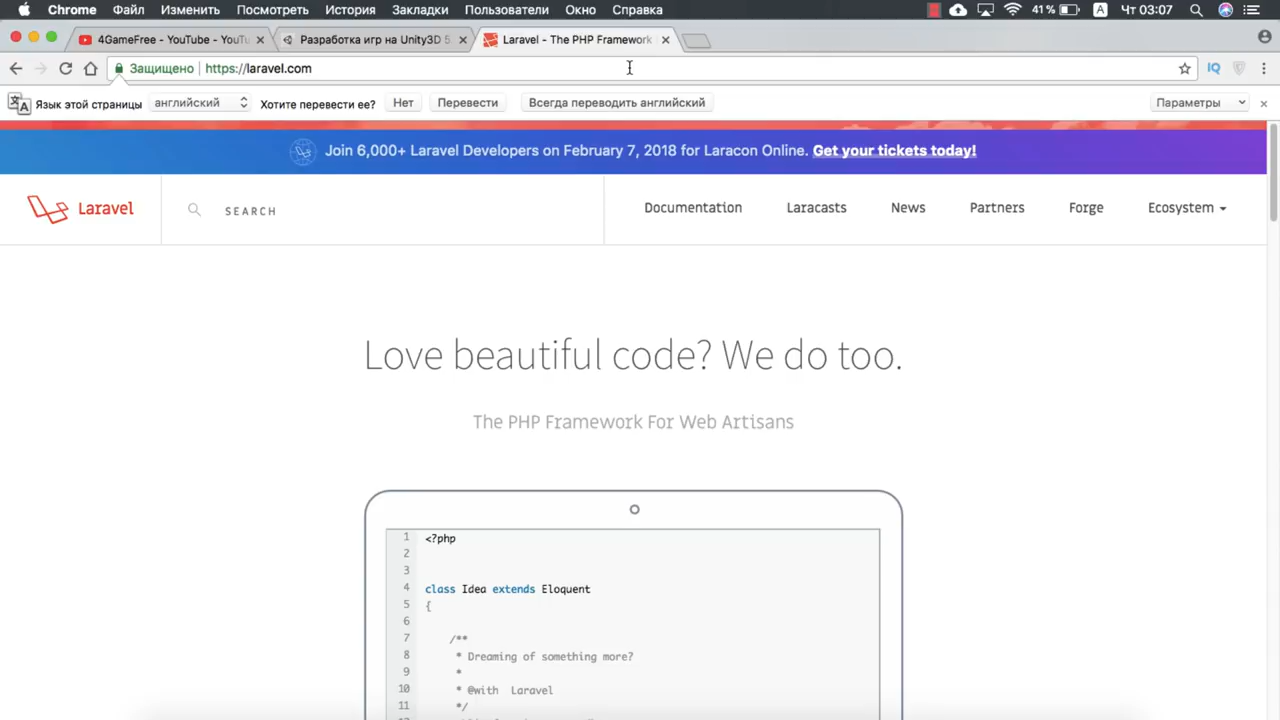 Chrome Файл Изменить Посмотреть История Закладки Пользователи Окно Справка 41% A Чт 03:07
4GameFree - YouTube - YouTu Разработка игр на Unity3D 5 Laravel - The PHP Framework
Защищено https://laravel.com IQ
Язык этой страницы английский Хотите перевести ее? Нет Перевести Всегда переводить английский Параметры
Join 6,000+ Laravel Developers on February 7, 2018 for Laracon Online. Get your tickets today!
Laravel SEARCH Documentation Laracasts News Partners Forge Ecosystem
Love beautiful code? We do too.
The PHP Framework For Web Artisans
1 <?php
2
3
4 class Idea extends Eloquent
5 {
6
7 /**
8 * Dreaming of something more?
9 *
10 * @with Laravel
11 */